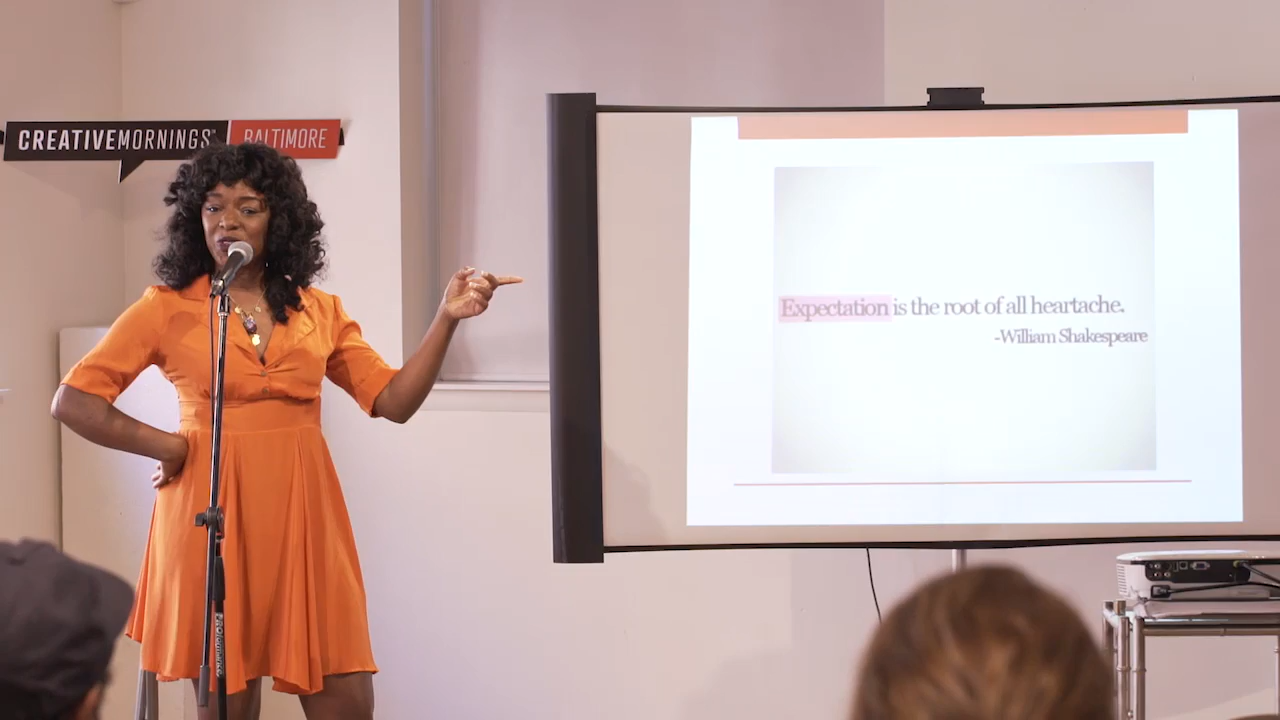 CREATIVEMORNINGS BALTIMORE
Expectation is the root of all heartache.
-William Shakespeare